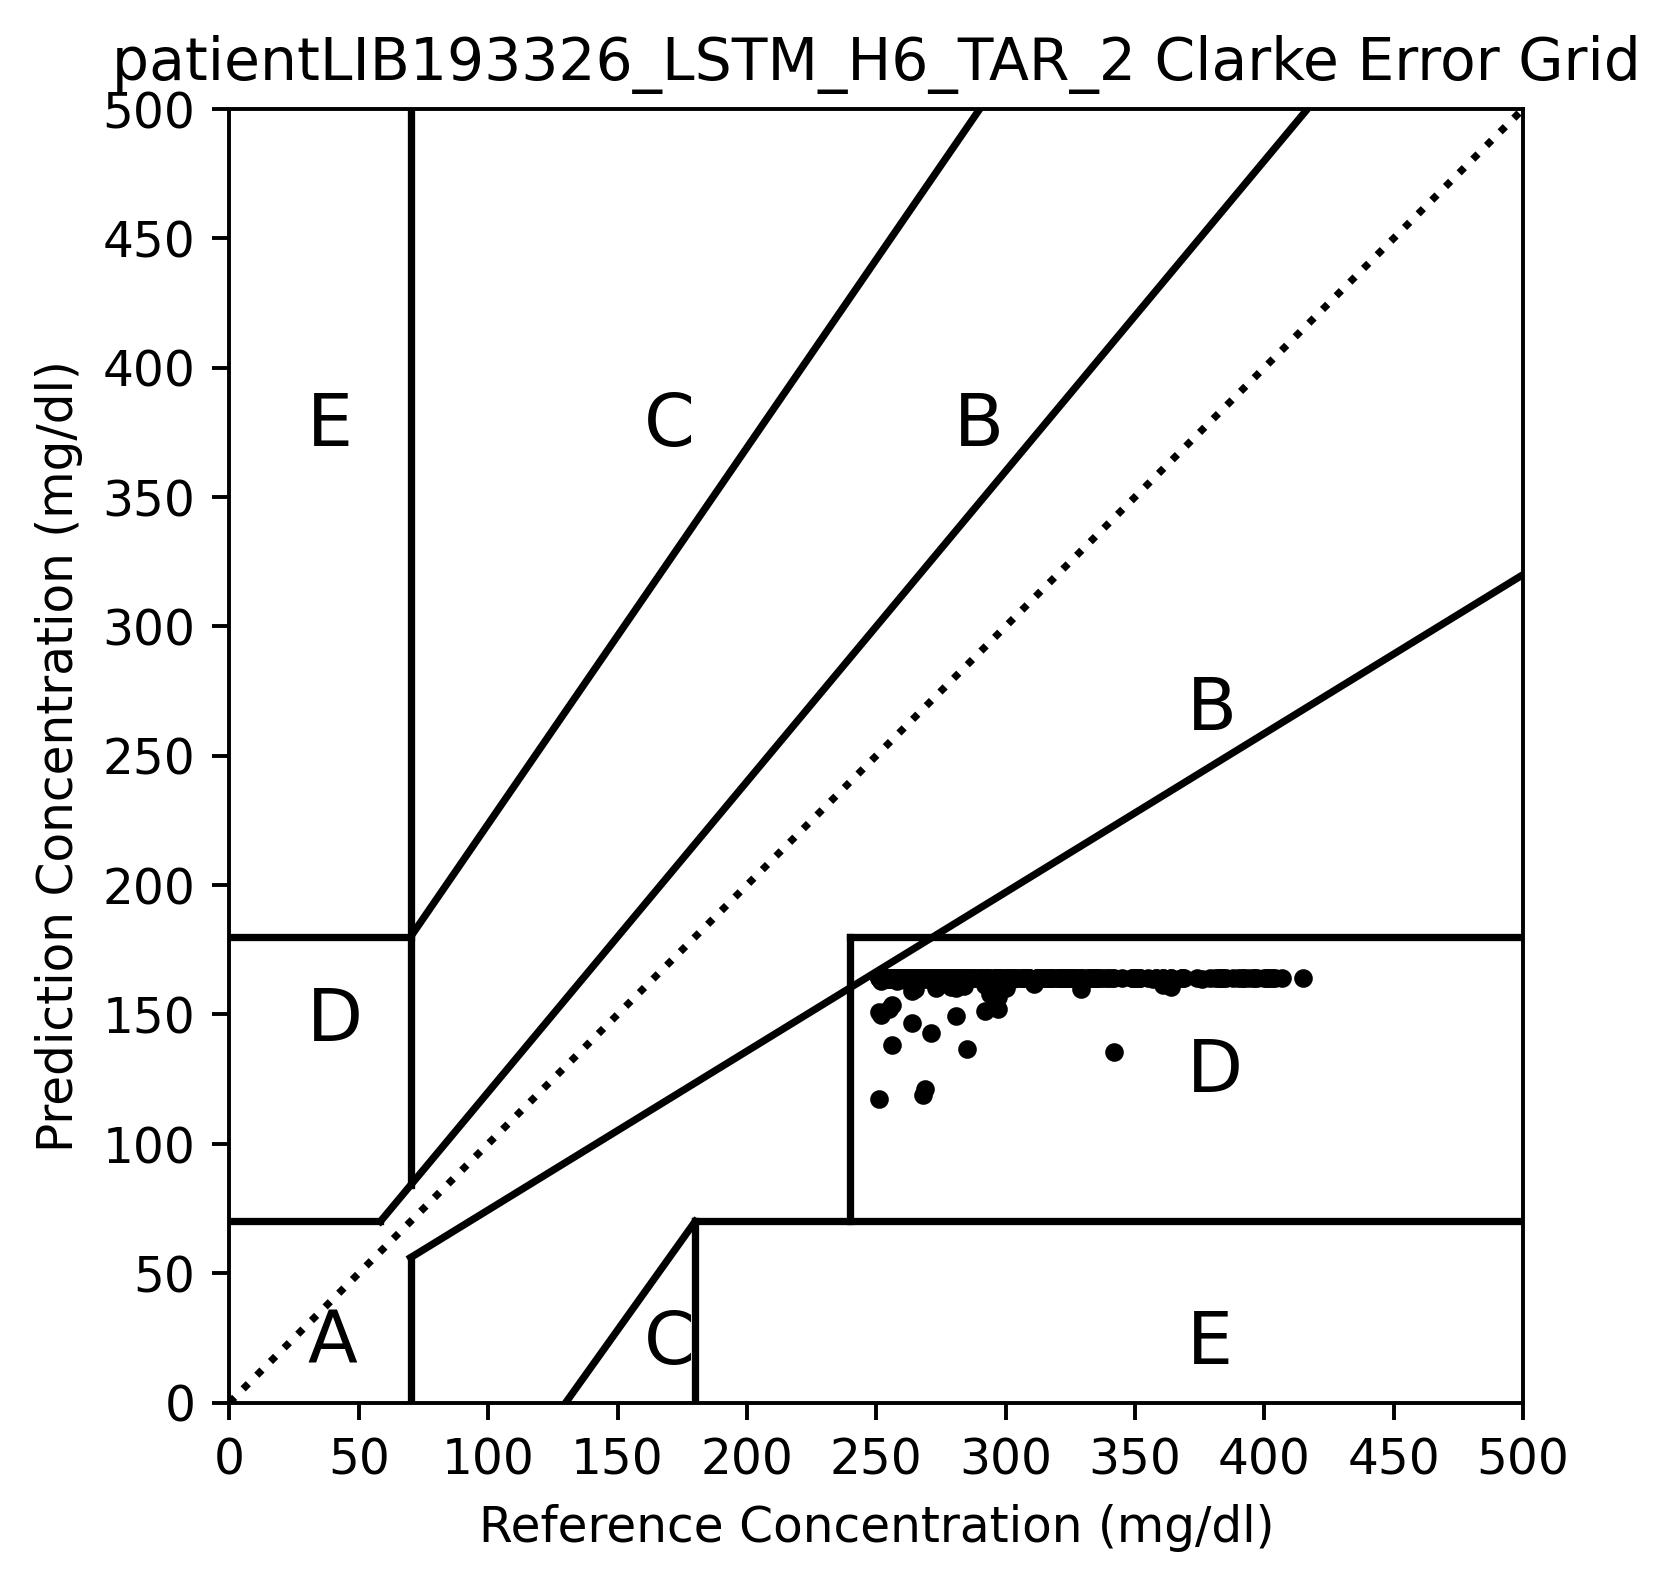 patientLIB193326_LSTM_H6_TAR_2 Clarke Error Grid
500
450
400
350
300
250
200
150
100
50
0
Prediction Concentration (mg/dl)
E
C
B
B
D
D
A
C
E
0 50 100 150 200 250 300 350 400 450 500
Reference Concentration (mg/dl)